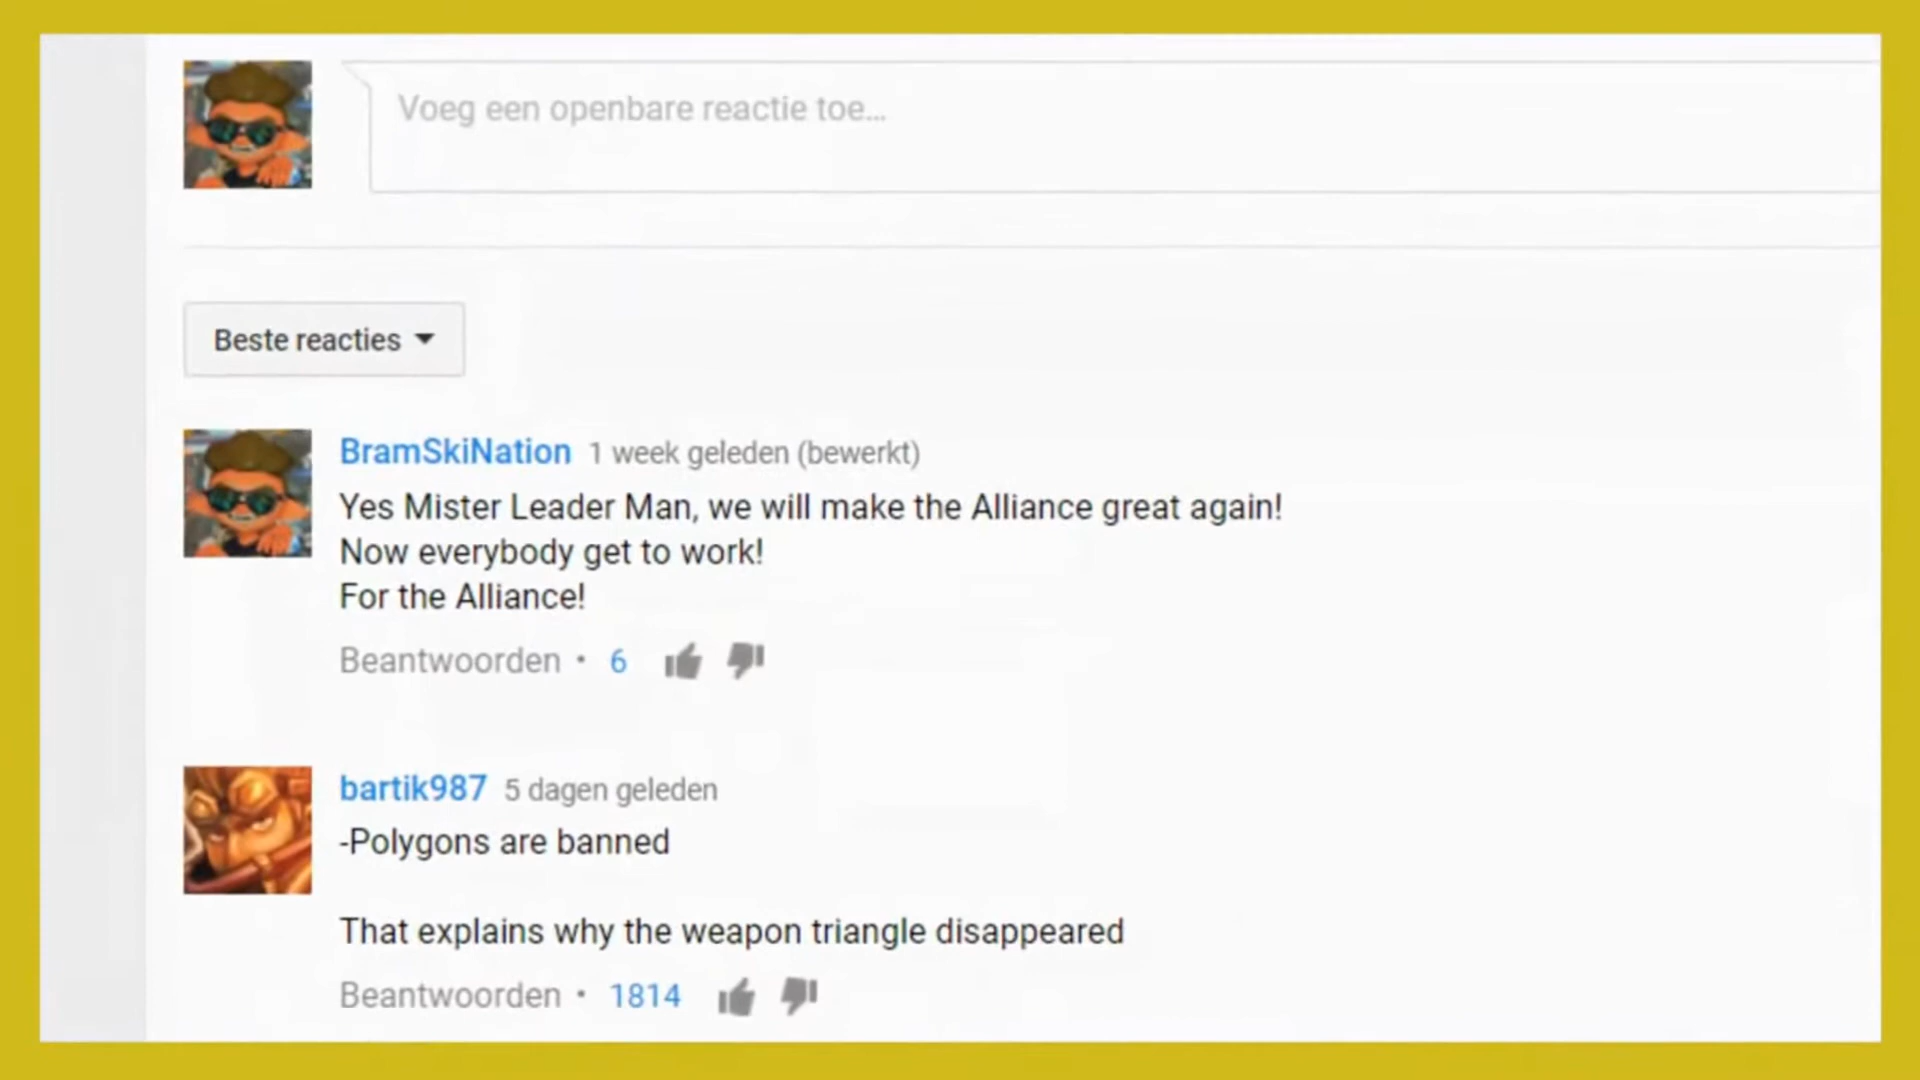 Voeg een openbare reactie toe...
Beste reacties
BramSkiNation 1 week geleden (bewerkt)
Yes Mister Leader Man, we will make the Alliance great again!
Now everybody get to work!
For the Alliance!
Beantwoorden • 6
bartik987 5 dagen geleden
-Polygons are banned
That explains why the weapon triangle disappeared
Beantwoorden • 1814